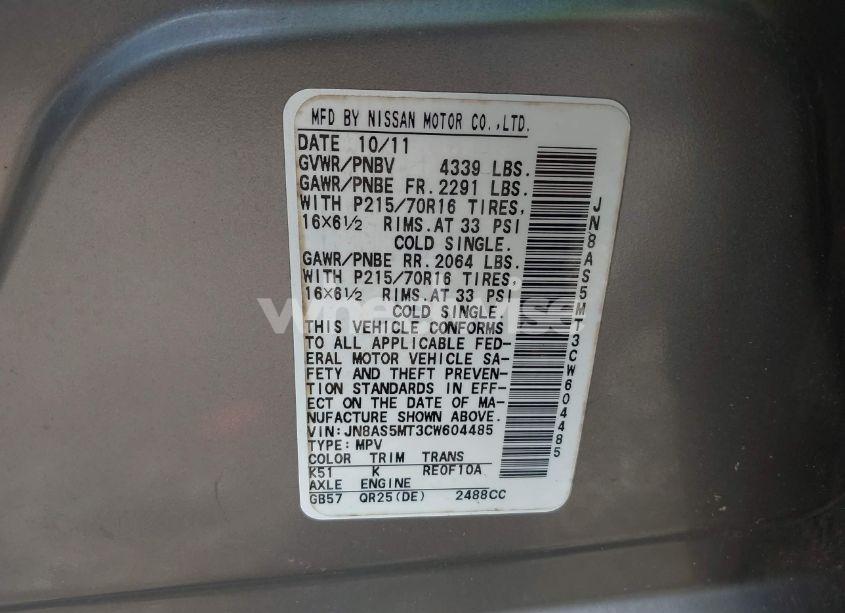 MFD BY NISSAN MOTOR CO.,LTD.
DATE 10/11
GVWR/PNBV 4339 LBS.
GAWR/PNBE FR. 2291 LBS.
WITH P215/70R16 TIRES,
16×6½ RIMS.AT 33 PSI
COLD SINGLE.
GAWR/PNBE RR. 2064 LBS.
WITH P215/70R16 TIRES,
16×6½ RIMS.AT 33 PSI
COLD SINGLE.
THIS VEHICLE CONFORMS
TO ALL APPLICABLE FED-
ERAL MOTOR VEHICLE SA-
FETY AND THEFT PREVEN-
TION STANDARDS IN EFF-
ECT ON THE DATE OF MA-
NUFACTURE SHOWN ABOVE.
VIN:JN8AS5MT3CW604485
TYPE:MPV
COLOR TRIM TRANS
K51 K RE0F10A
AXLE ENGINE
GB57 QR25(DE) 2488CC
JN8AS5MT3CW604485